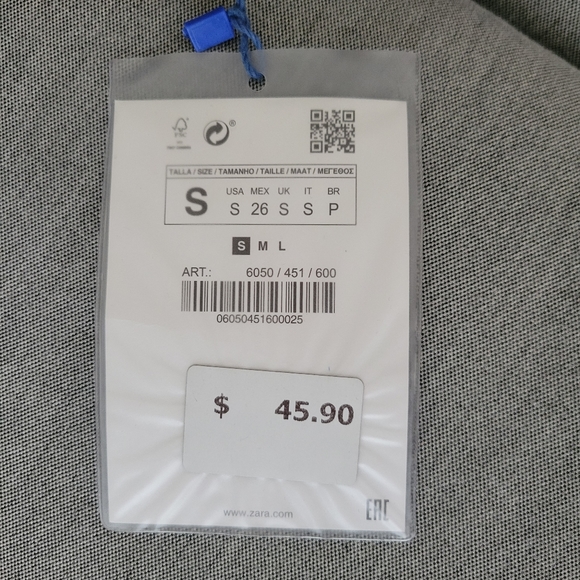 FSC
®
TALLA / SIZE / TAMANHO / TAILLE / MAAT / ΜΕΓΕΘΟΣ
S
USA MEX UK IT BR
S 26 S S P
S M L
ART.: 6050 / 451 / 600
06050451600025
$ 45.90
www.zara.com
EAC